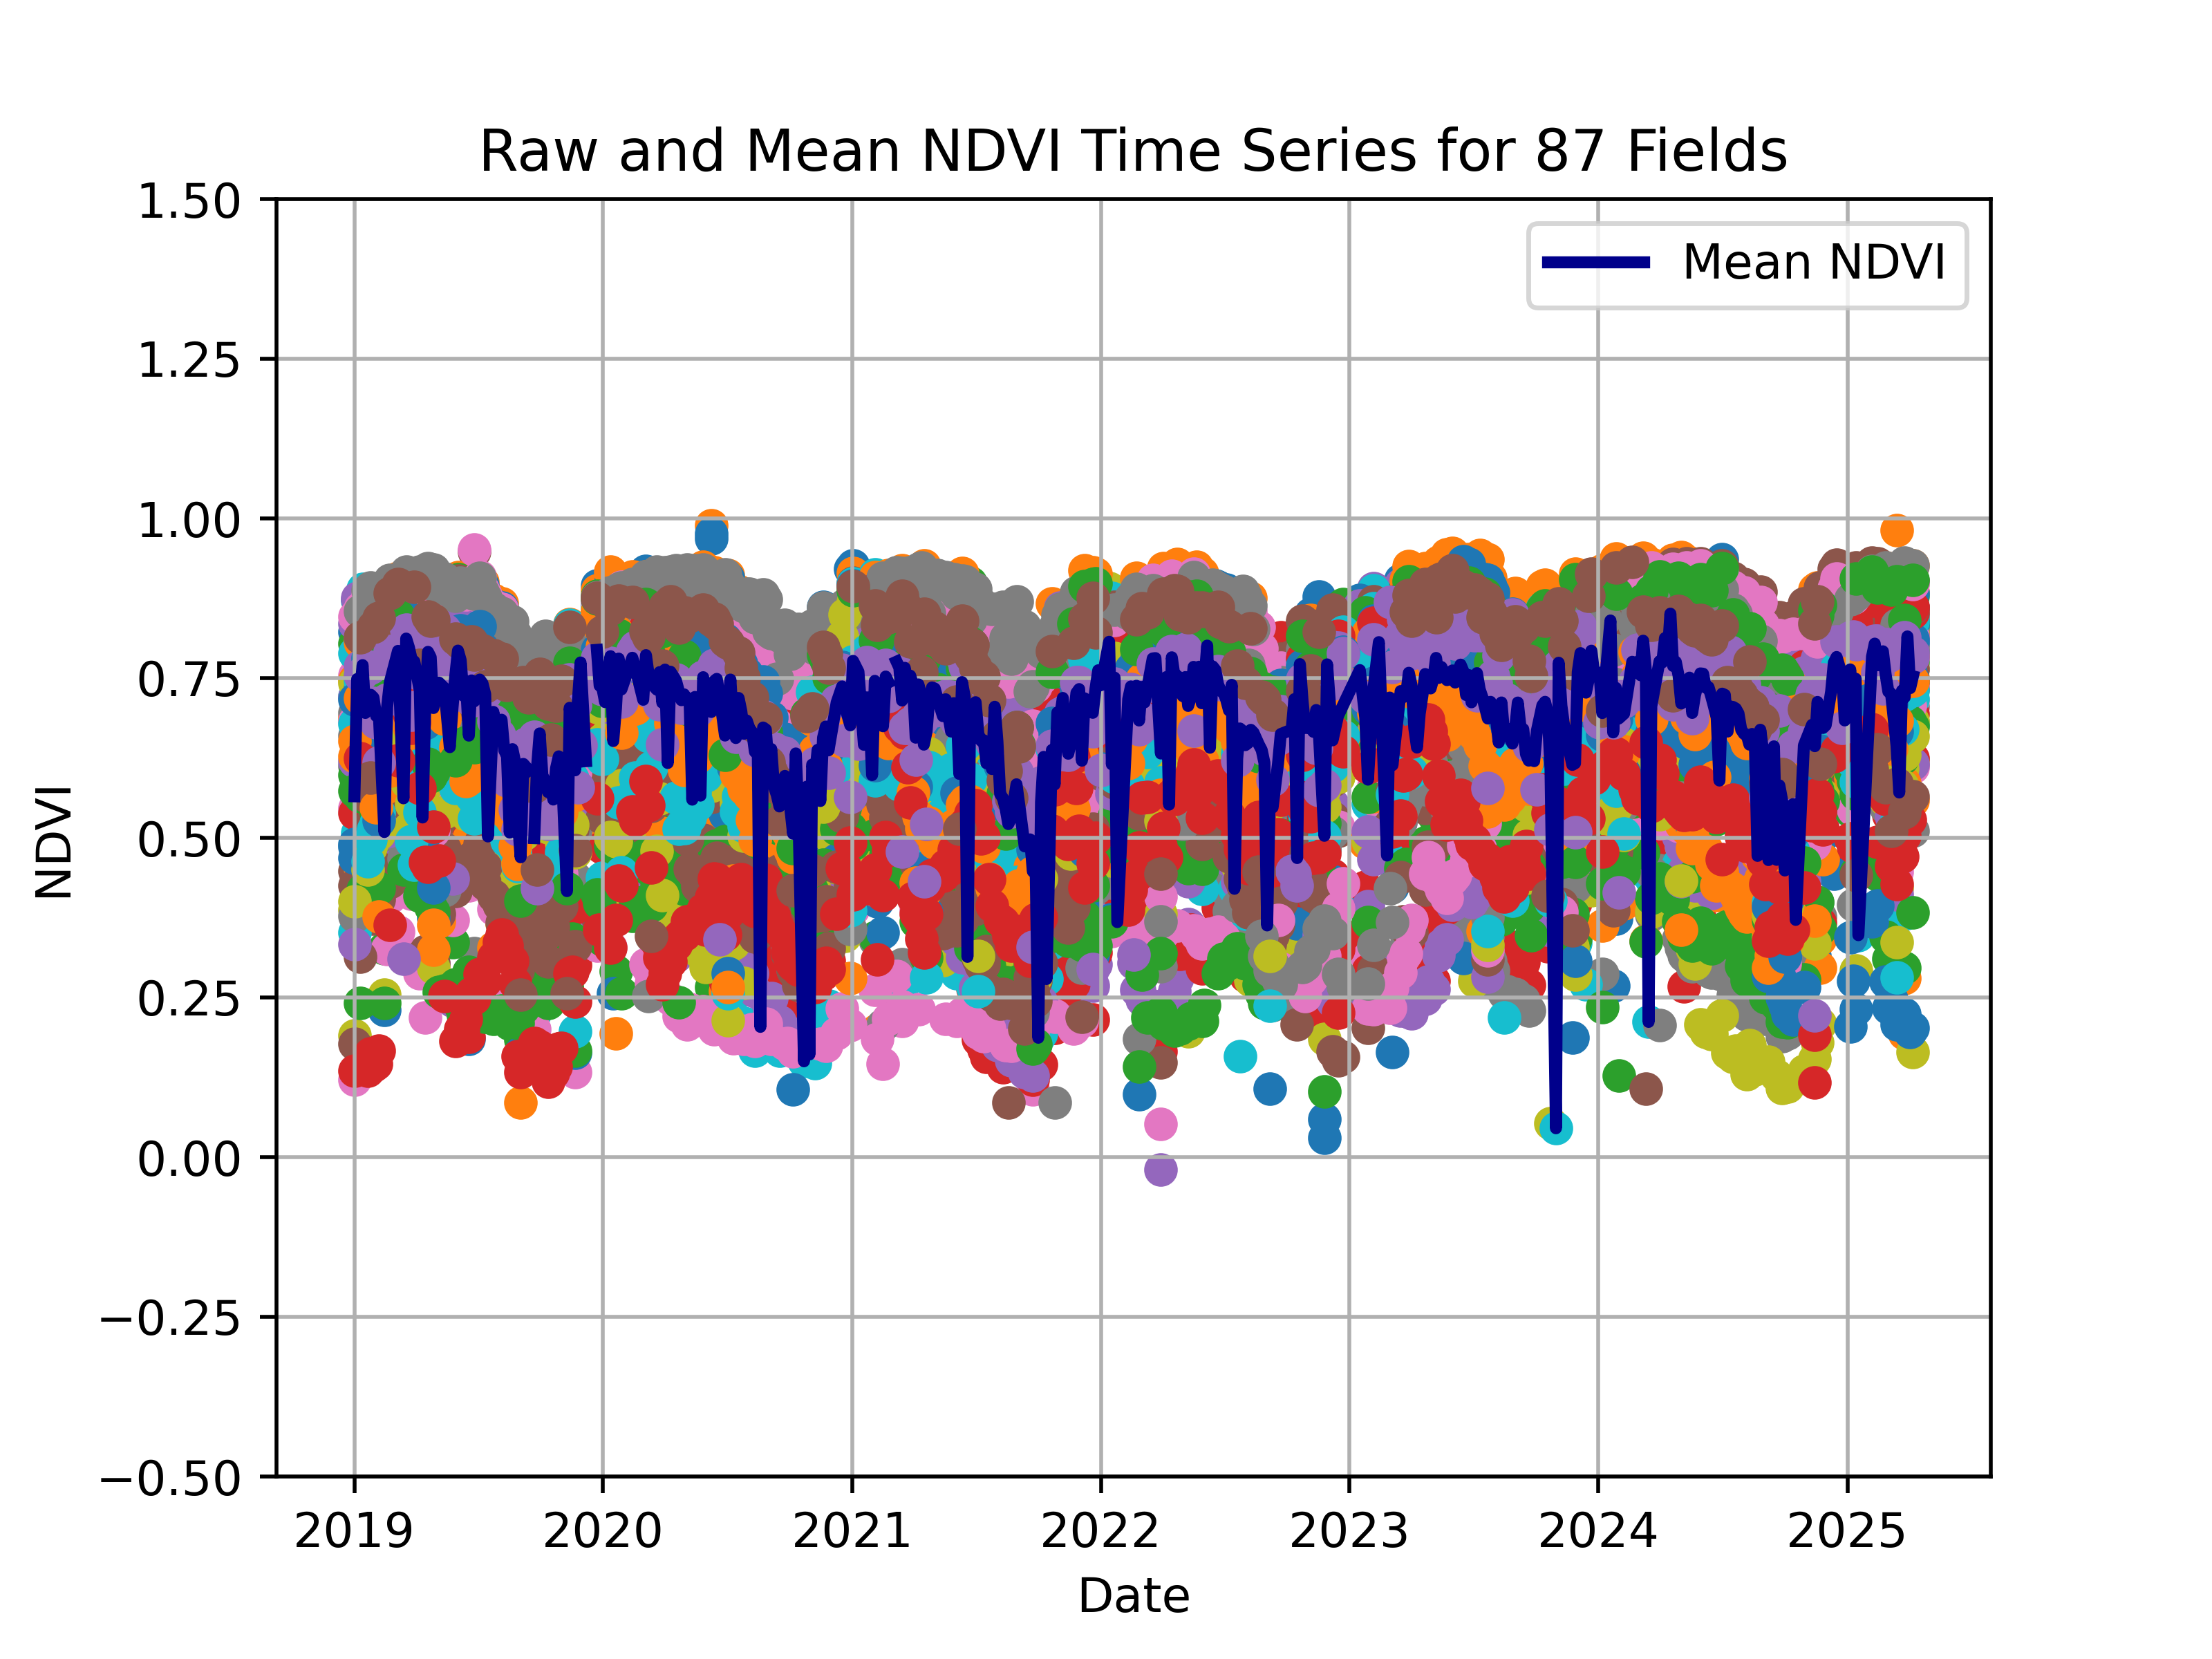 Raw and Mean NDVI Time Series for 87 Fields
Mean NDVI
1.50
1.25
1.00
0.75
0.50
0.25
0.00
−0.25
−0.50
NDVI
2019 2020 2021 2022 2023 2024 2025
Date